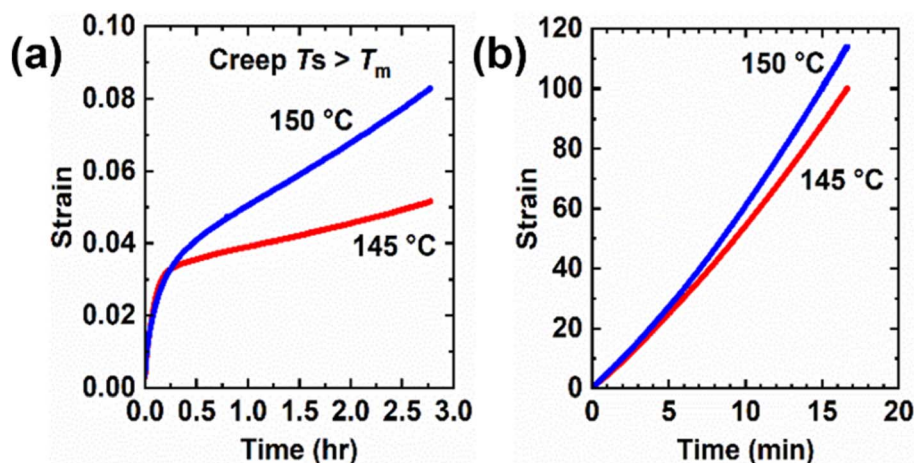 (a)
0.10
0.08
0.06
0.04
0.02
0.00
Strain
Creep Ts > Tm
150 °C
145 °C
0.0 0.5 1.0 1.5 2.0 2.5 3.0
Time (hr)
(b)
120
100
80
60
40
20
0
Strain
150 °C
145 °C
0 5 10 15 20
Time (min)